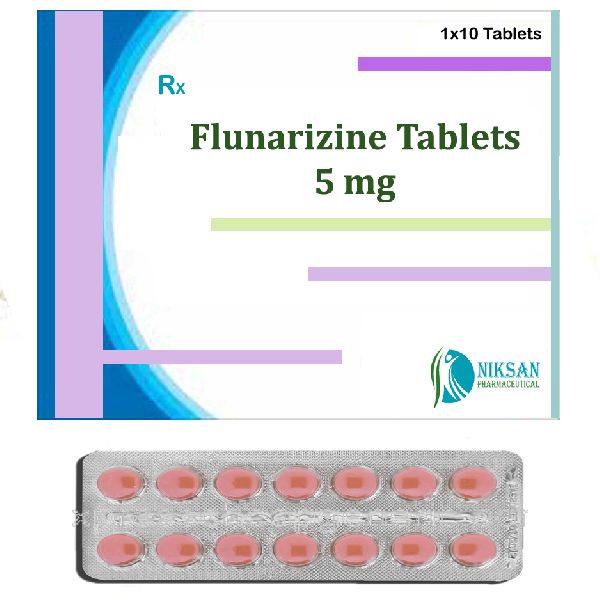 1x10 Tablets
Rx
Flunarizine Tablets
5 mg
NIKSAN
PHARMACEUTICAL